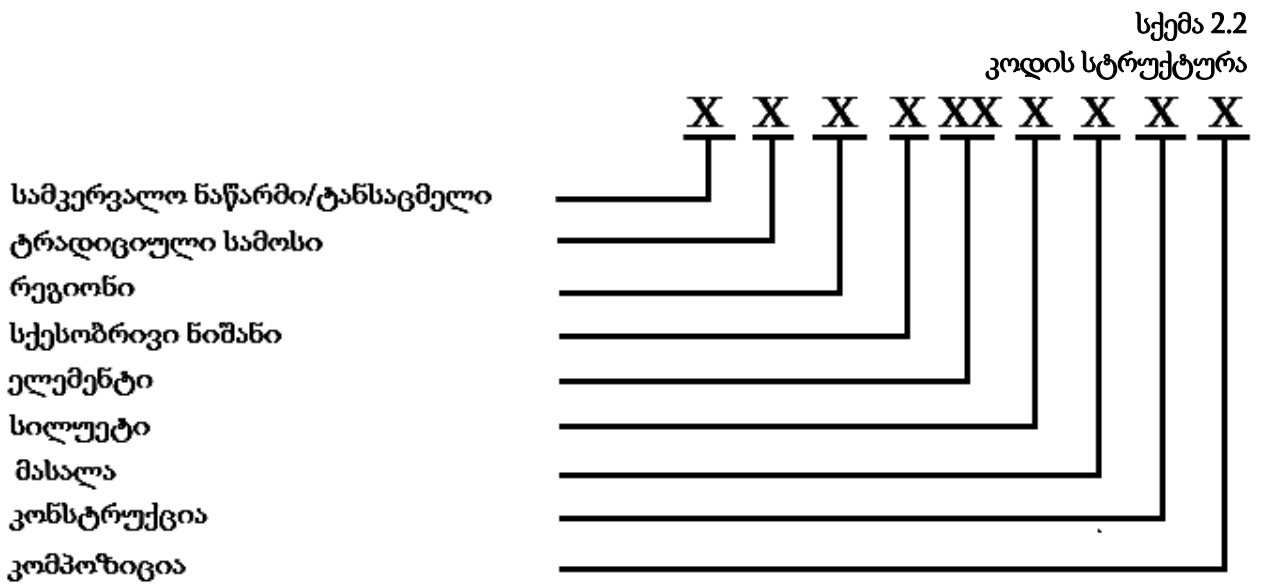 სქემა 2.2
კოდის სტრუქტურა
X X X X XX X X X X
სამკერვალო ნაწარმი/ტანსაცმელი
ტრადიციული სამოსი
რეგიონი
სქესობრივი ნიშანი
ელემენტი
სილუეტი
მასალა
კონსტრუქცია
კომპოზიცია